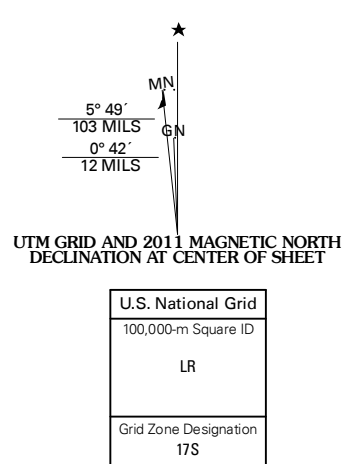 ★
MN
5° 49´
103 MILS
GN
0° 42´
12 MILS
UTM GRID AND 2011 MAGNETIC NORTH
DECLINATION AT CENTER OF SHEET
U.S. National Grid
100,000-m Square ID
LR
Grid Zone Designation
17S